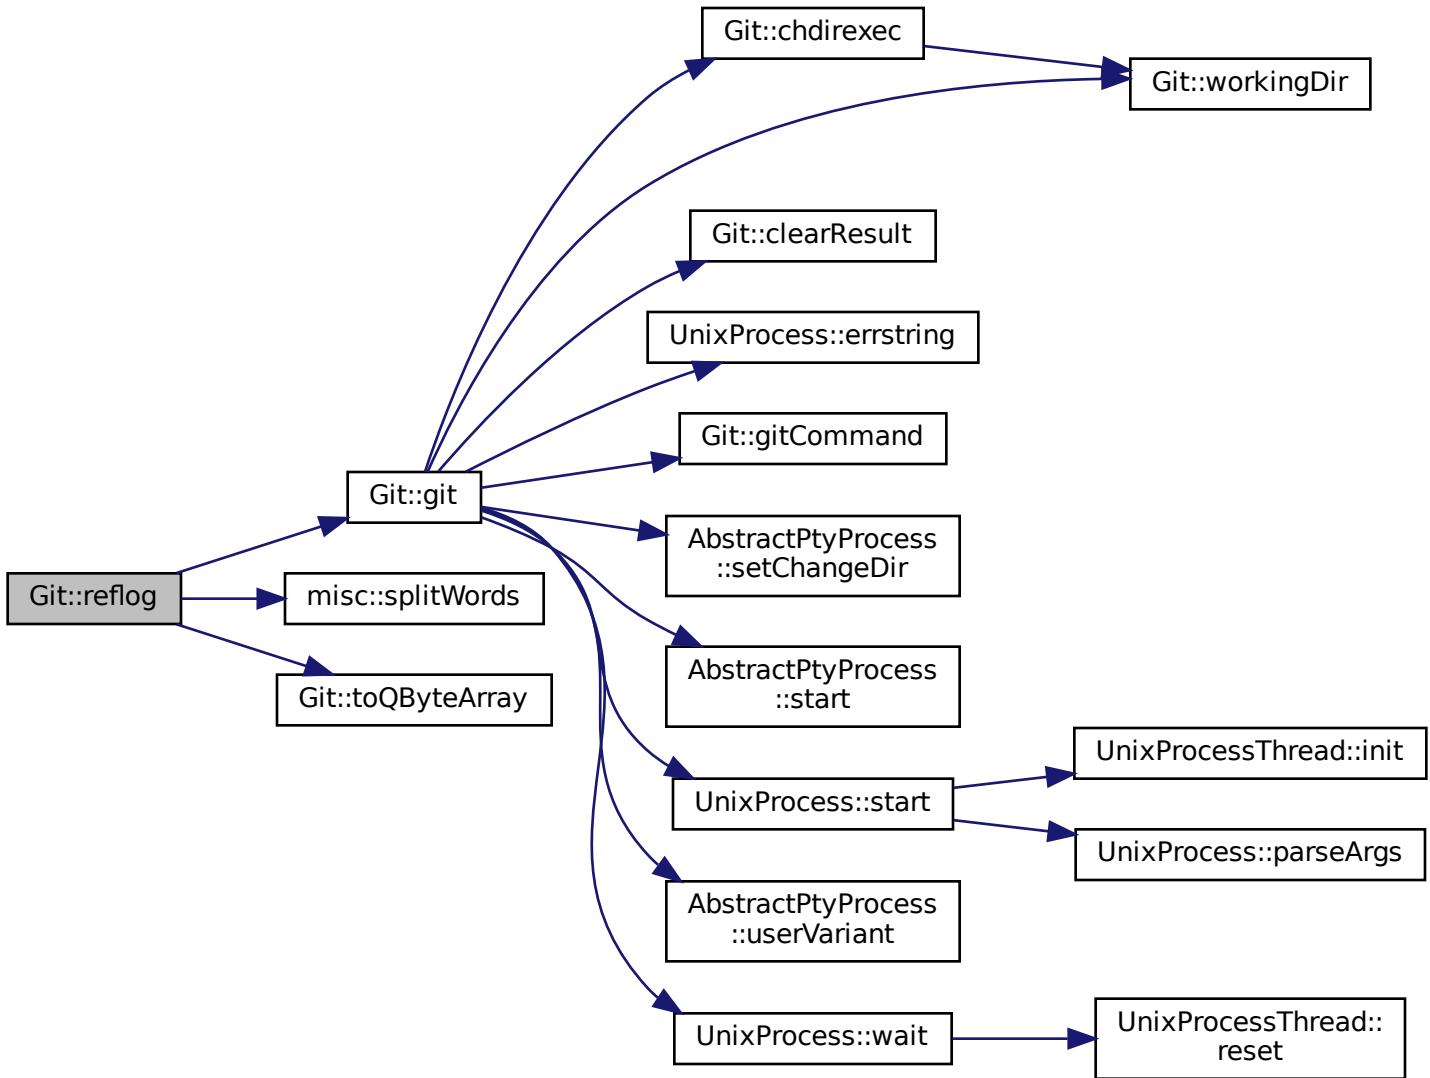 Git::chdirexec
Git::workingDir
Git::clearResult
UnixProcess::errstring
Git::gitCommand
Git::git
AbstractPtyProcess
::setChangeDir
Git::reflog
misc::splitWords
Git::toQByteArray
AbstractPtyProcess
::start
UnixProcess::start
UnixProcessThread::init
UnixProcess::parseArgs
AbstractPtyProcess
::userVariant
UnixProcess::wait
UnixProcessThread::
reset